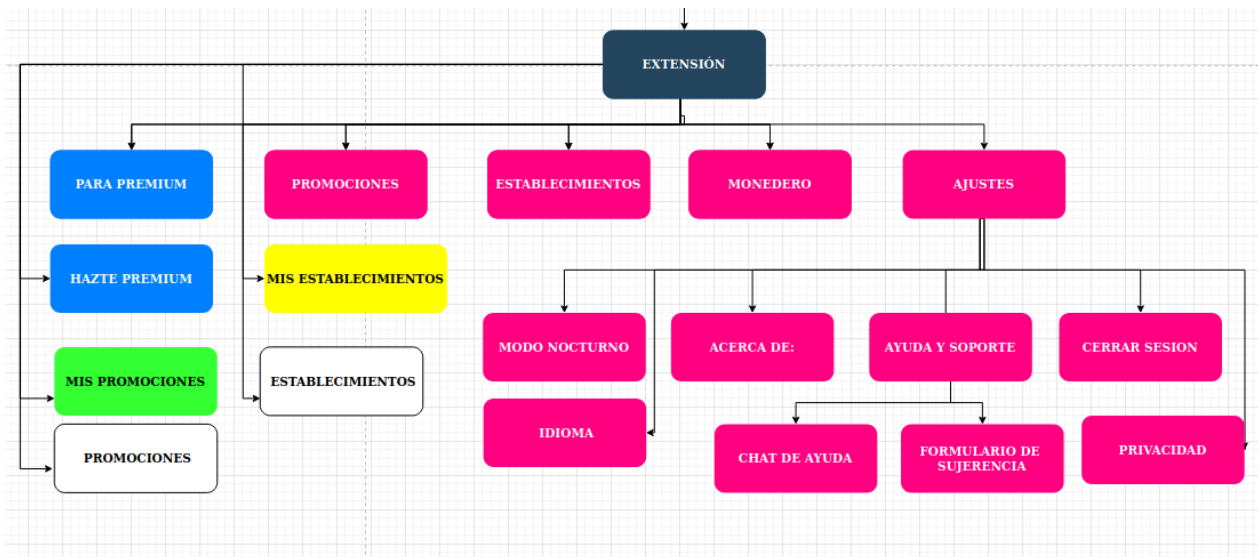 EXTENSIÓN
PARA PREMIUM
PROMOCIONES
ESTABLECIMIENTOS
MONEDERO
AJUSTES
HAZTE PREMIUM
MIS ESTABLECIMIENTOS
MODO NOCTURNO
ACERCA DE:
AYUDA Y SOPORTE
CERRAR SESION
MIS PROMOCIONES
ESTABLECIMIENTOS
IDIOMA
PROMOCIONES
CHAT DE AYUDA
FORMULARIO DE
SUJERENCIA
PRIVACIDAD